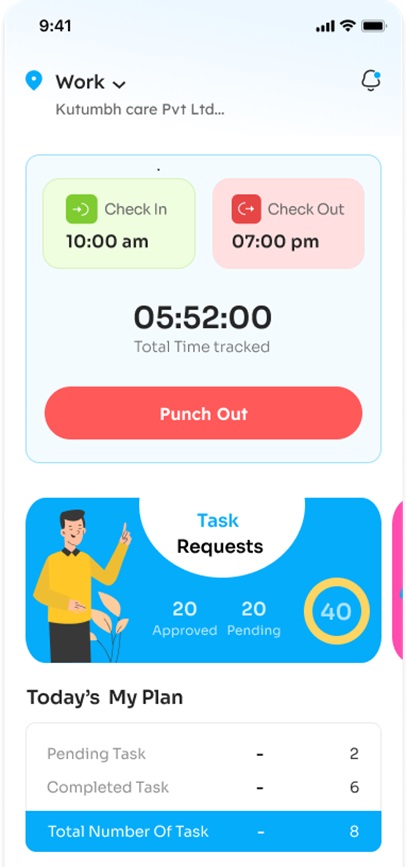 9:41
Work
Kutumbh care Pvt Ltd...
Check In
10:00 am
Check Out
07:00 pm
05:52:00
Total Time tracked
Punch Out
Task
Requests
20
Approved
20
Pending
40
Today's My Plan
Pending Task - 2
Completed Task - 6
Total Number Of Task - 8